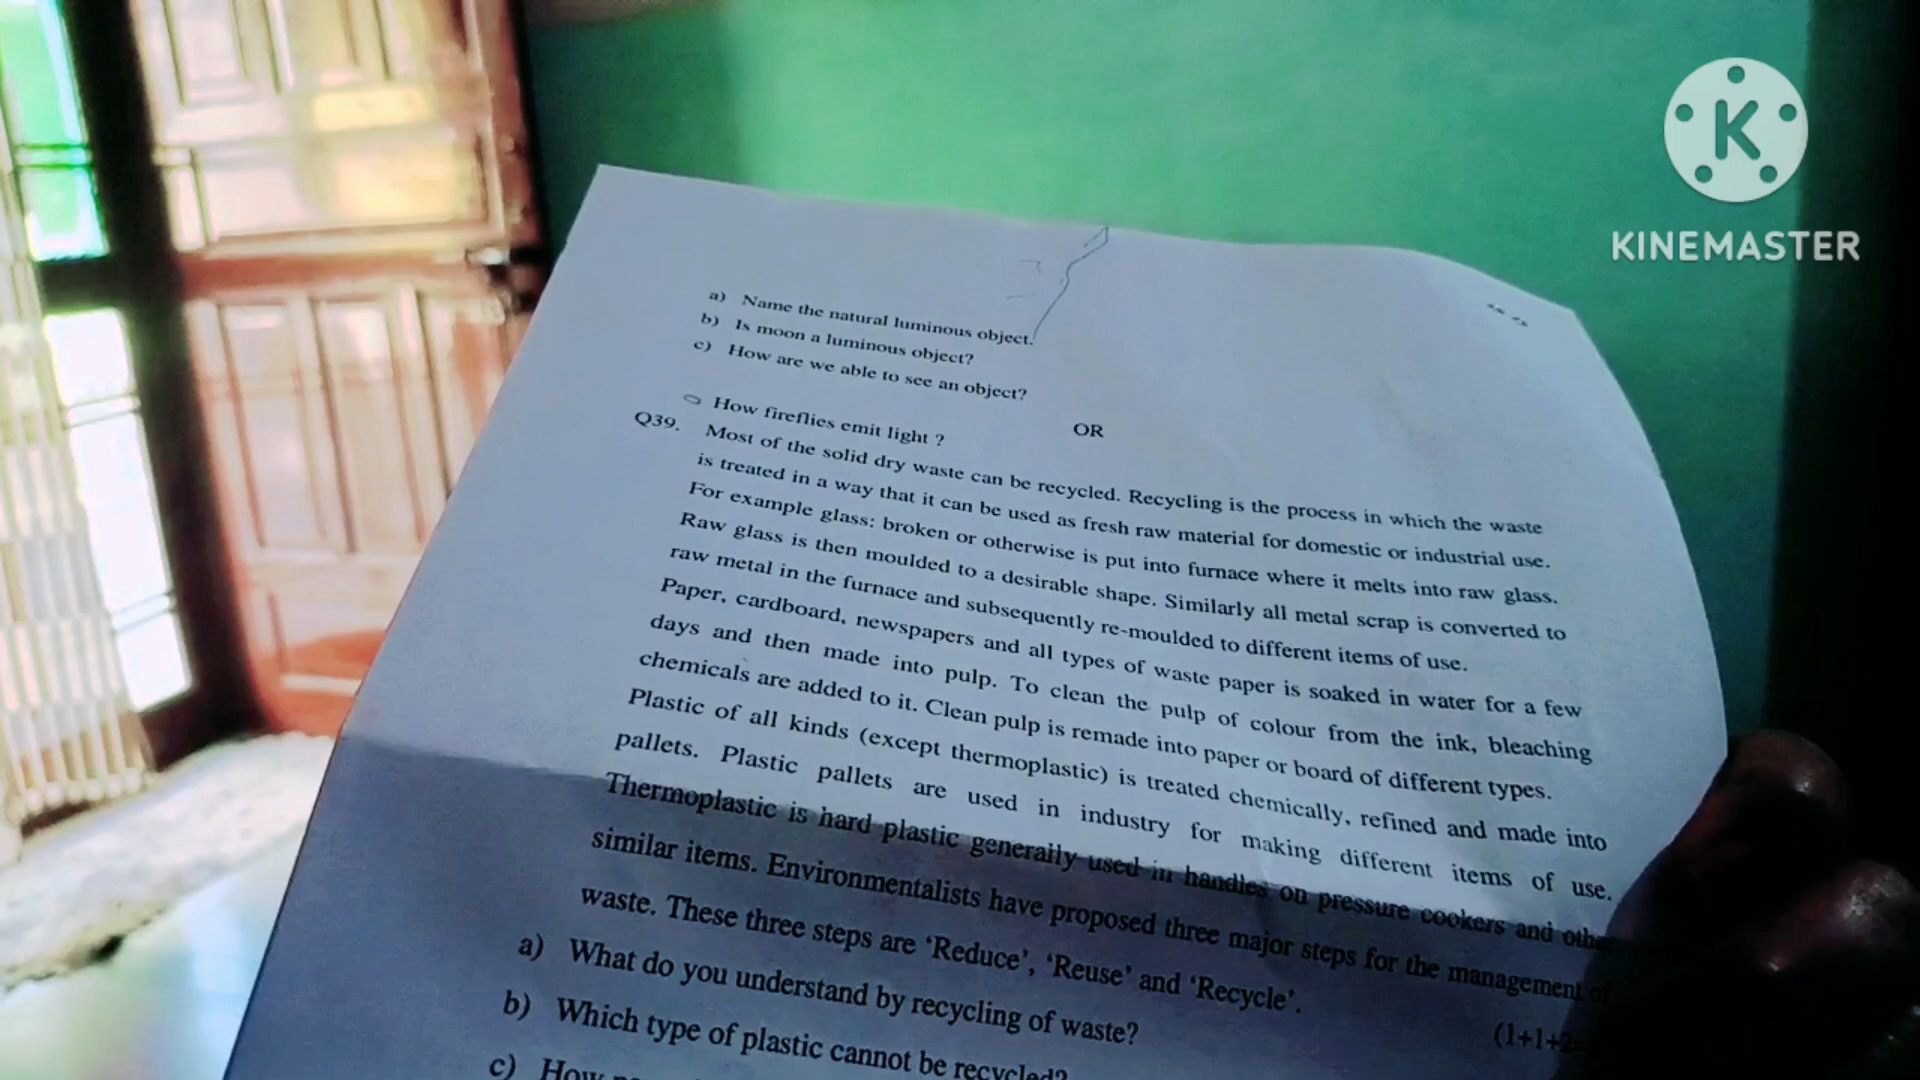 KINEMASTER
a) Name the natural luminous object.
b) Is moon a luminous object?
c) How are we able to see an object?
OR
How fireflies emit light ?
Q39. Most of the solid dry waste can be recycled. Recycling is the process in which the waste
is treated in a way that it can be used as fresh raw material for domestic or industrial use.
For example glass: broken or otherwise is put into furnace where it melts into raw glass.
Raw glass is then moulded to a desirable shape. Similarly all metal scrap is converted to
raw metal in the furnace and subsequently re-moulded to different items of use.
Paper, cardboard, newspapers and all types of waste paper is soaked in water for a few
days and then made into pulp. To clean the pulp of colour from the ink, bleaching
chemicals are added to it. Clean pulp is remade into paper or board of different types.
Plastic of all kinds (except thermoplastic) is treated chemically, refined and made into
pallets. Plastic pallets are used in industry for making different items of use.
Thermoplastic is hard plastic generally used in handles on pressure cookers and other
similar items. Environmentalists have proposed three major steps for the management of
waste. These three steps are ‘Reduce’, ‘Reuse’ and ‘Recycle’.
(1+1+2=
a) What do you understand by recycling of waste?
b) Which type of plastic cannot be recycled?
c) How